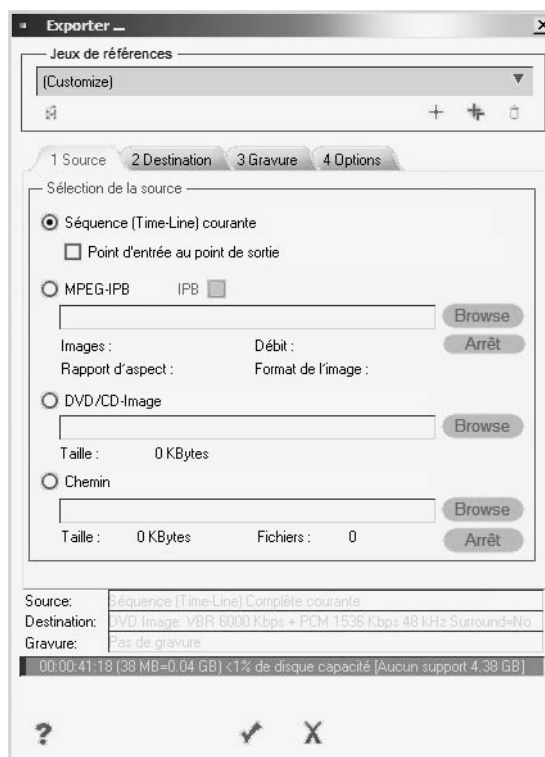 Exporter ...
Jeux de références
(Customize)
1 Source 2 Destination 3 Gravure 4 Options
Sélection de la source
Séquence (Time-Line) courante
Point d'entrée au point de sortie
MPEG-IPB IPB
Browse
Images : Débit : Arrêt
Rapport d'aspect : Format de l'image :
DVD/CD-Image
Browse
Taille : 0 KBytes
Chemin
Browse
Taille : 0 KBytes Fichiers : 0 Arrêt
Source: Séquence (Time-Line) Complète courante
Destination: DVD Image: VBR 6000 Kbps + PCM 1536 Kbps 48 kHz Surround=No
Gravure: Pas de gravure
00:00:41:18 (38 MB=0.04 GB) <1% de disque capacité [Aucun support 4.38 GB]
?